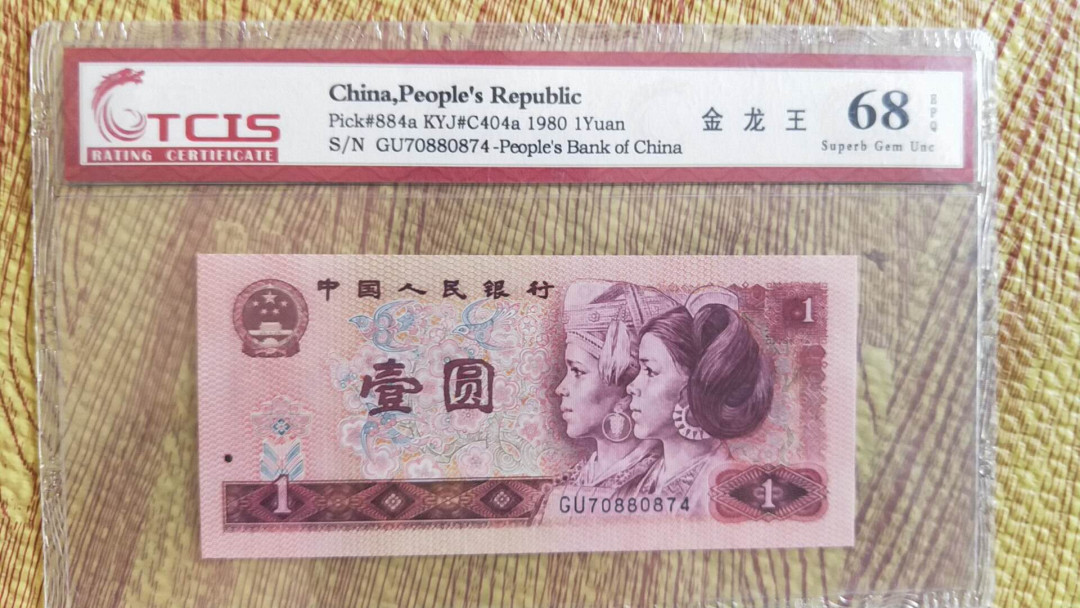 TCIS
RATING CERTIFICATE
China,People's Republic
Pick#884a KYJ#C404a 1980 1Yuan
S/N GU70880874-People's Bank of China
金龙王
68
EPQ
Superb Gem Unc
中国人民银行
1
壹圆
1
GU70880874
1